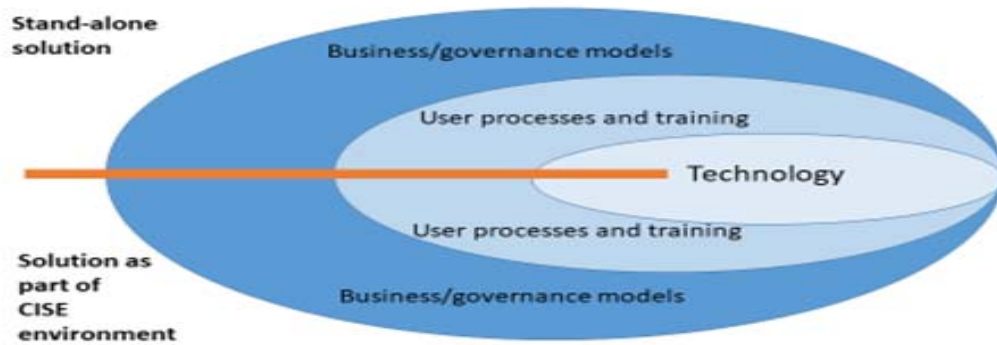 Stand-alone
solution
Business/governance models
User processes and training
Technology
User processes and training
Solution as
part of
CISE
environment
Business/governance models